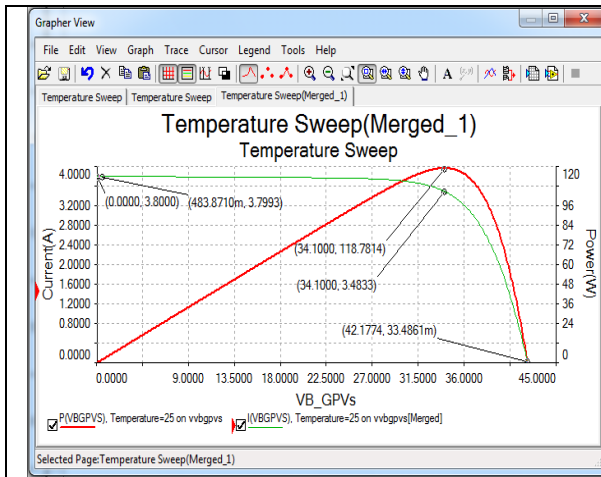 Grapher View
File Edit View Graph Trace Cursor Legend Tools Help
A
Temperature Sweep Temperature Sweep Temperature Sweep(Merged_1)
Temperature Sweep(Merged_1)
Temperature Sweep
4.0000
3.2000
2.4000
2.0000
1.6000
1.2000
0.8000
0.0000
Current(A)
(0.0000, 3.8000)
(483.8710m, 3.7993)
(34.1000, 118.7814)
(34.1000, 3.4833)
(42.1774, 33.4861m)
120
96
84
72
60
48
36
24
0
Power(W)
0.0000 9.0000 13.5000 18.0000 22.5000 27.0000 31.5000 36.0000 45.0000
VB_GPVs
P(VBGPVS), Temperature=25 on vvbgpvs I(VBGPVS), Temperature=25 on vvbgpvs[Merged]
Selected Page:Temperature Sweep(Merged_1)